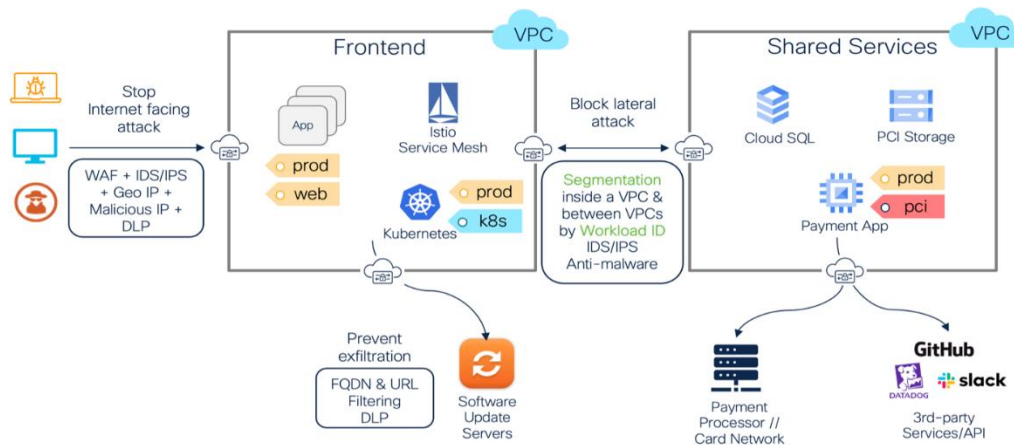 VPC
Frontend
VPC
Shared Services
Stop
Internet facing
attack
WAF + IDS/IPS
+ Geo IP +
Malicious IP +
DLP
App
prod
web
Istio
Service Mesh
Kubernetes
prod
k8s
Block lateral
attack
Segmentation
inside a VPC &
between VPCs
by Workload ID
IDS/IPS
Anti-malware
Cloud SQL
PCI Storage
Payment App
prod
pci
Prevent
exfiltration
FQDN & URL
Filtering
DLP
Software
Update
Servers
Payment
Processor //
Card Network
GitHub
DATADOG
slack
3rd-party
Services/API